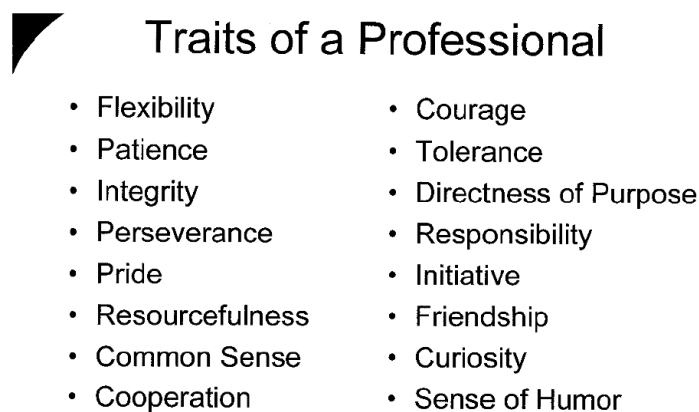 Traits of a Professional
• Flexibility
• Patience
• Integrity
• Perseverance
• Pride
• Resourcefulness
• Common Sense
• Cooperation
• Courage
• Tolerance
• Directness of Purpose
• Responsibility
• Initiative
• Friendship
• Curiosity
• Sense of Humor